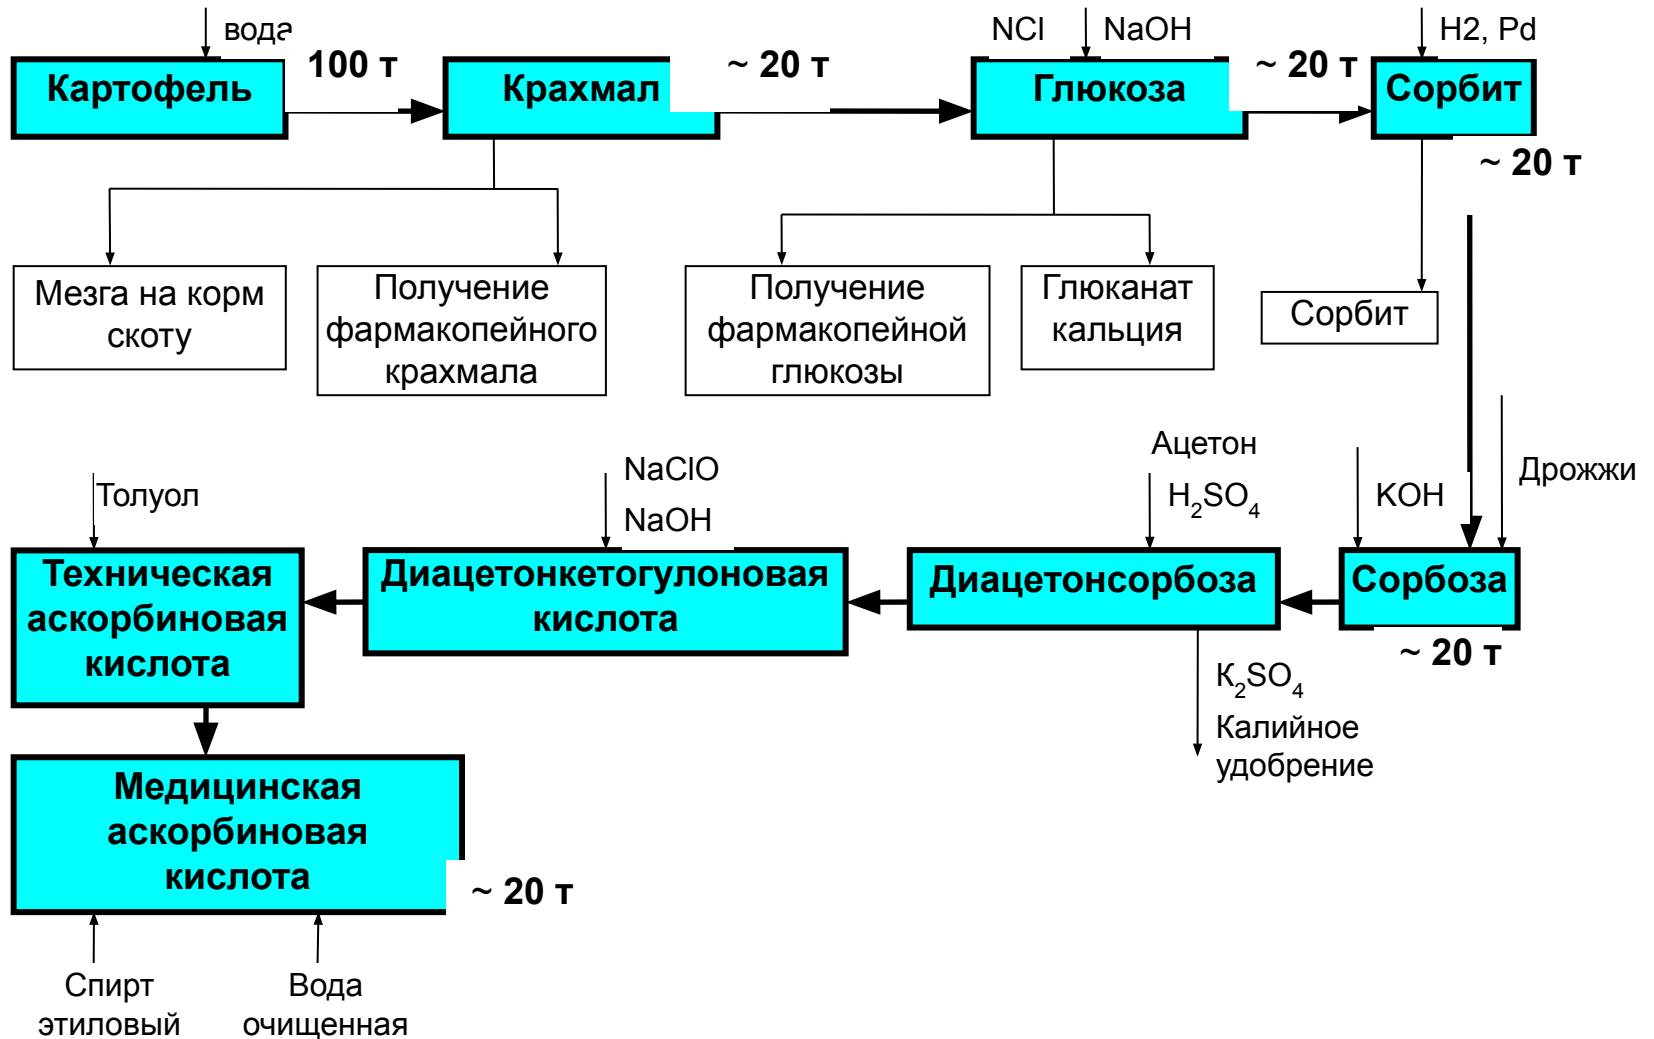 вода
NCl
NaOH
H2, Pd
Картофель
100 т
Крахмал
~ 20 т
Глюкоза
~ 20 т
Сорбит
~ 20 т
Мезга на корм
скоту
Получение
фармакопейного
крахмала
Получение
фармакопейной
глюкозы
Глюканат
кальция
Сорбит
Толуол
NaClO
NaOH
Ацетон
H2SO4
KOH
Дрожжи
Техническая
аскорбиновая
кислота
Диацетонкетогулоновая
кислота
Диацетонсорбоза
Сорбоза
~ 20 т
K2SO4
Калийное
удобрение
Медицинская
аскорбиновая
кислота
~ 20 т
Спирт
этиловый
Вода
очищенная